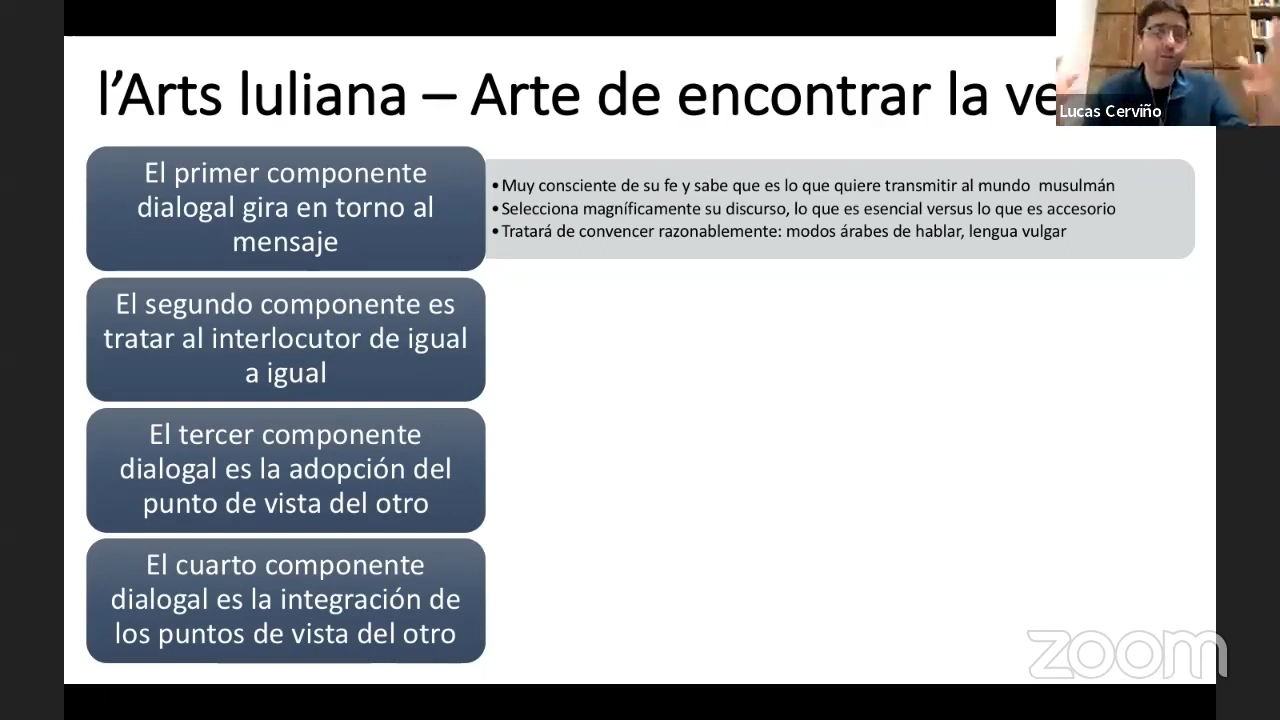 l’Arts luliana – Arte de encontrar la
Lucas Cerviño
El primer componente
dialogal gira en torno al
mensaje
•Muy consciente de su fe y sabe que es lo que quiere transmitir al mundo musulmán
•Selecciona magníficamente su discurso, lo que es esencial versus lo que es accesorio
•Tratará de convencer razonablemente: modos árabes de hablar, lengua vulgar
El segundo componente es
tratar al interlocutor de igual
a igual
El tercer componente
dialogal es la adopción del
punto de vista del otro
El cuarto componente
dialogal es la integración de
los puntos de vista del otro
zoom